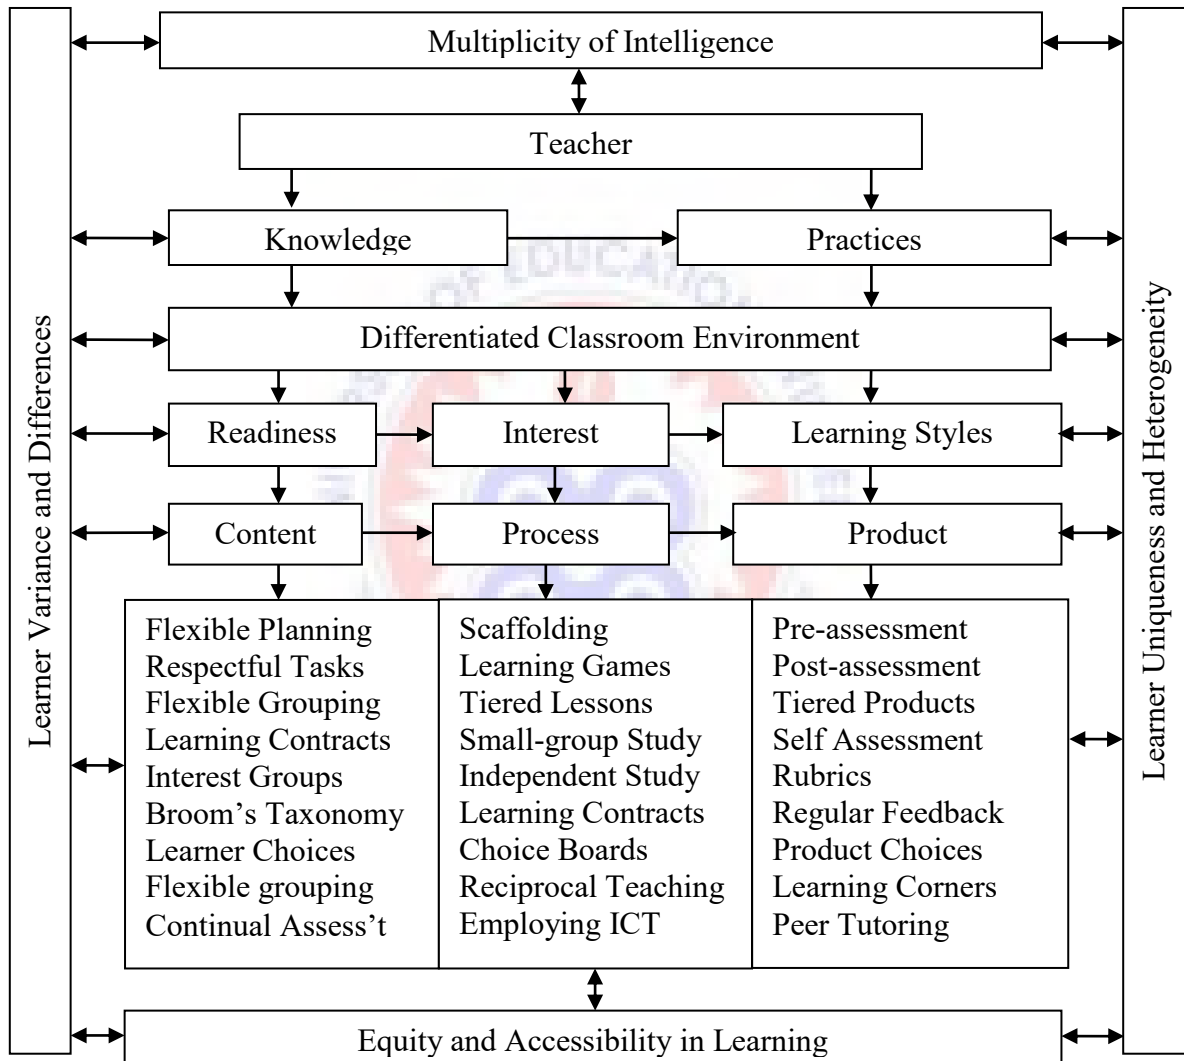 Multiplicity of Intelligence
Teacher
Knowledge
Practices
Differentiated Classroom Environment
Readiness
Interest
Learning Styles
Content
Process
Product
Flexible Planning
Respectful Tasks
Flexible Grouping
Learning Contracts
Interest Groups
Broom’s Taxonomy
Learner Choices
Flexible grouping
Continual Assess’t
Scaffolding
Learning Games
Tiered Lessons
Small-group Study
Independent Study
Learning Contracts
Choice Boards
Reciprocal Teaching
Employing ICT
Pre-assessment
Post-assessment
Tiered Products
Self Assessment
Rubrics
Regular Feedback
Product Choices
Learning Corners
Peer Tutoring
Equity and Accessibility in Learning
Learner Variance and Differences
Learner Uniqueness and Heterogeneity
OF EDUCATION